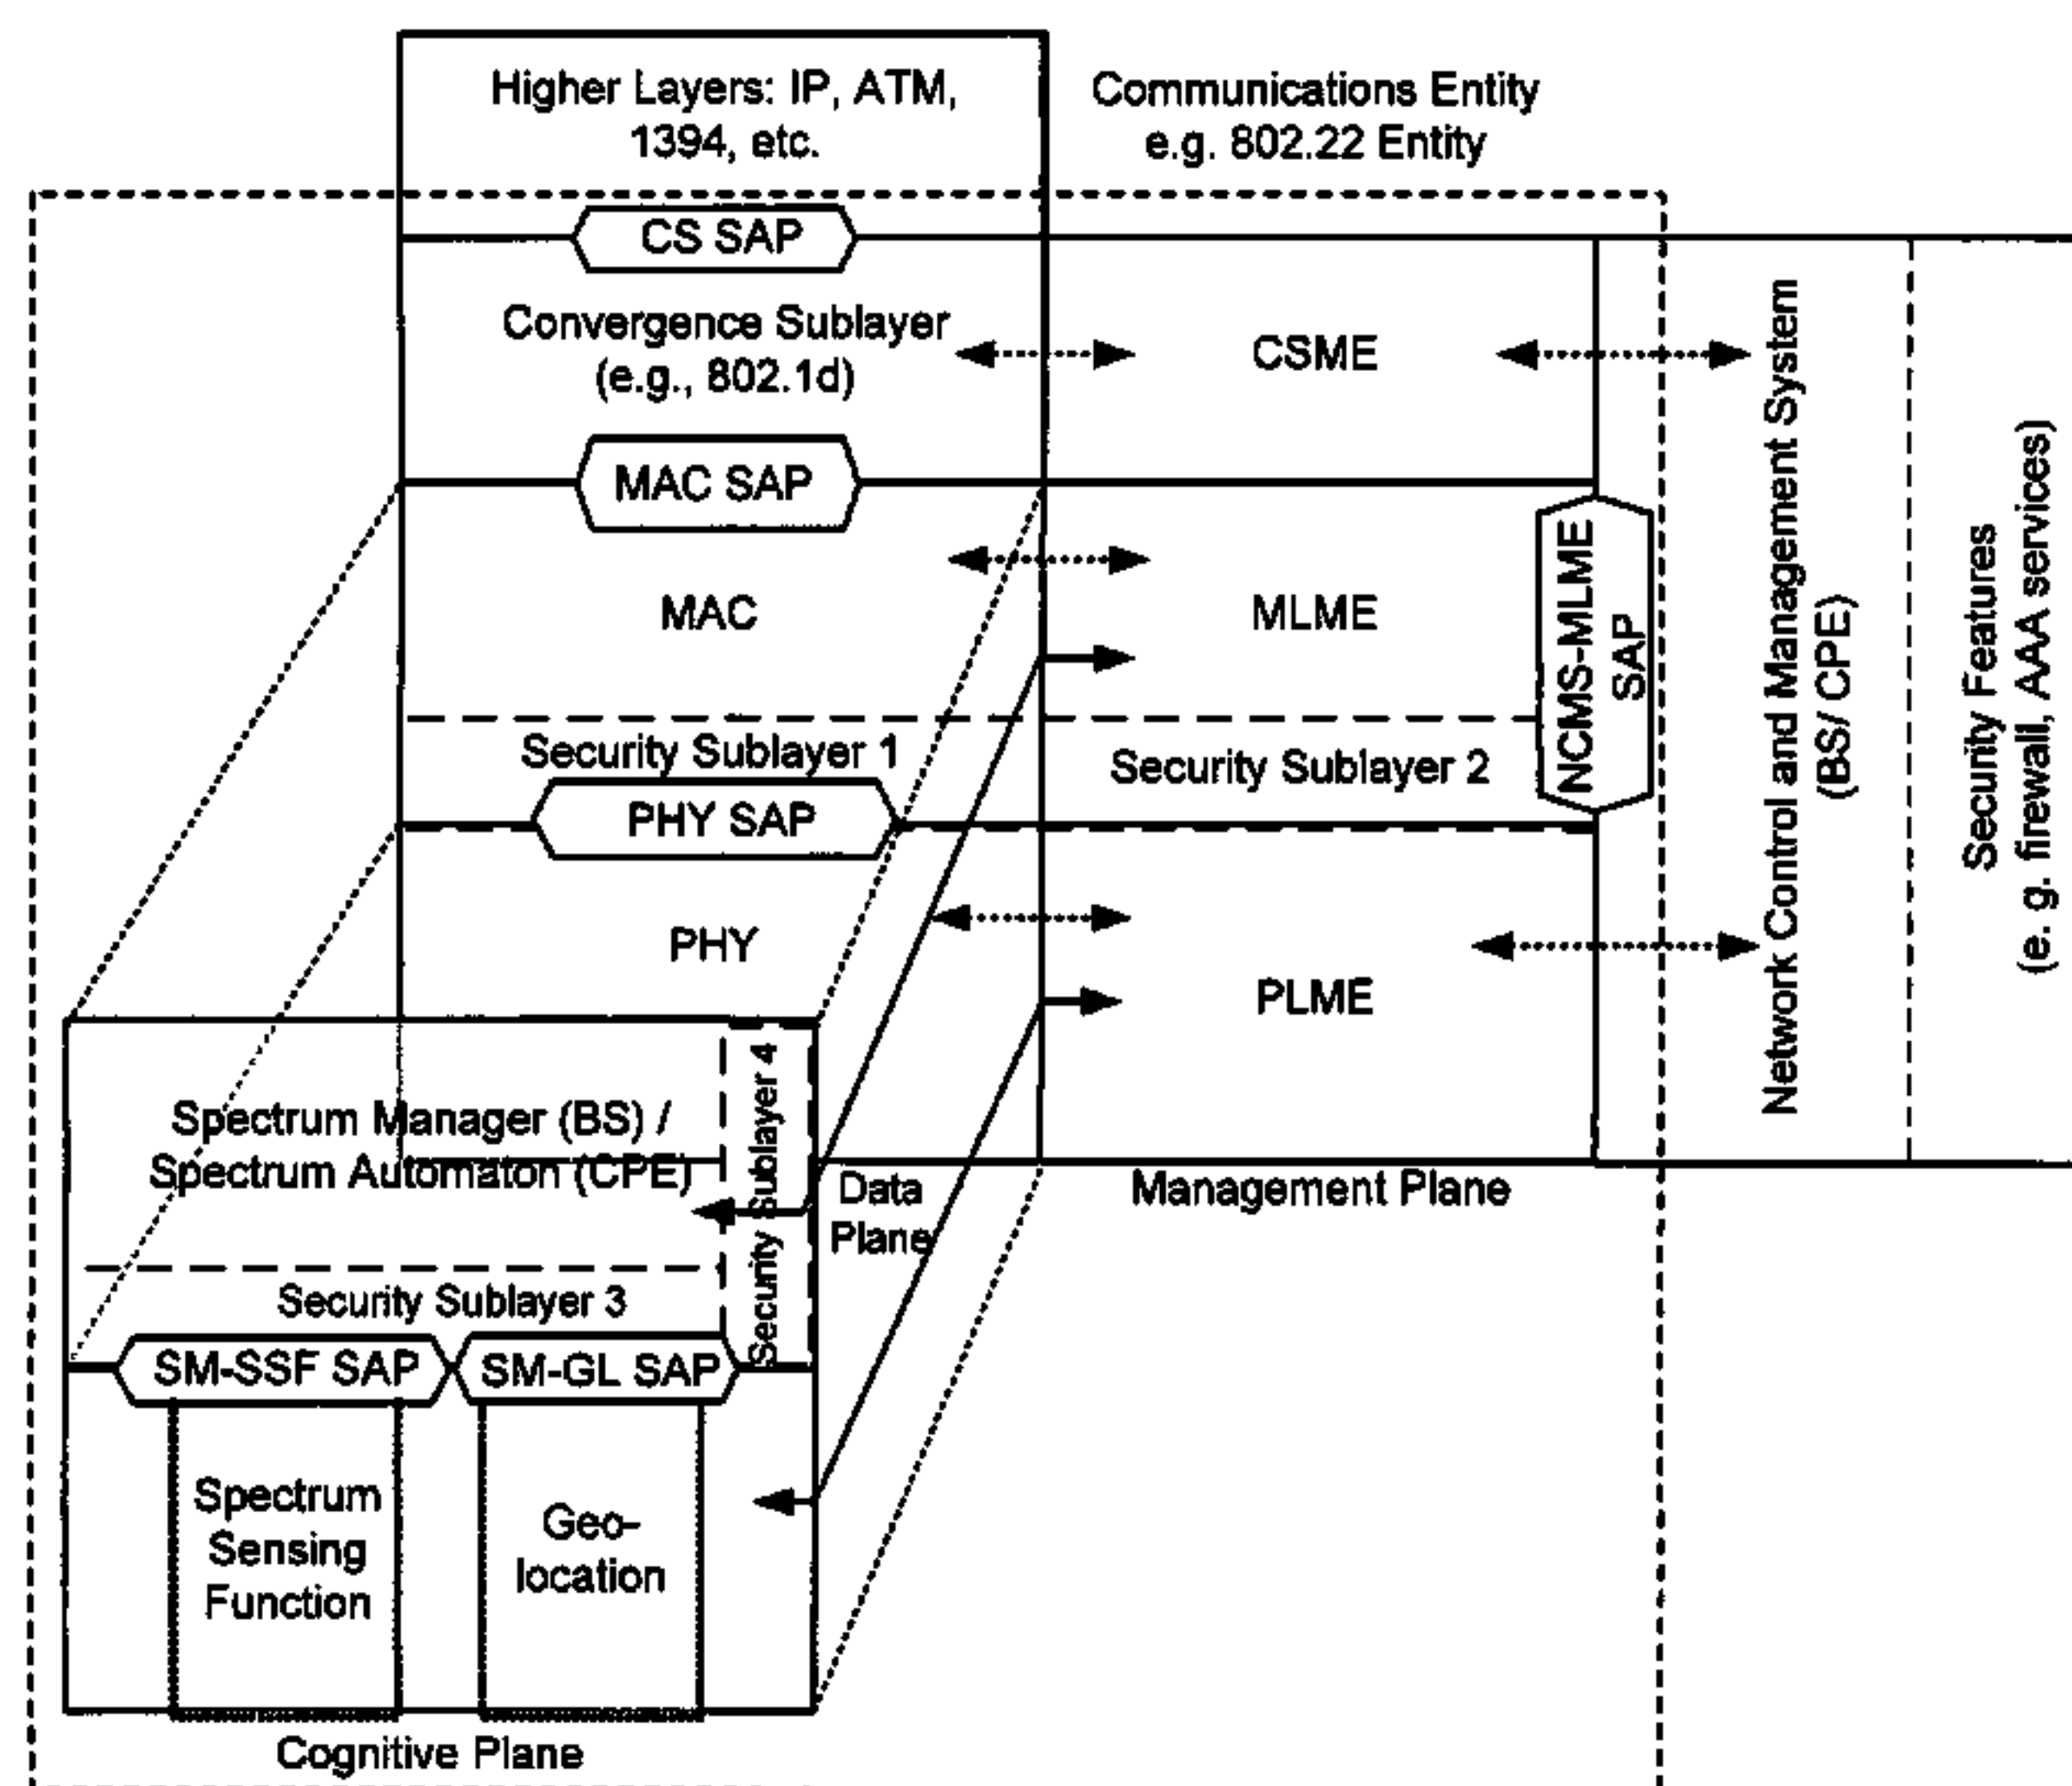 Higher Layers: IP, ATM,
1394, etc.
Communications Entity
e.g. 802.22 Entity
CS SAP
Convergence Sublayer
(e.g., 802.1d)
CSME
MAC SAP
MAC
MLME
NCMS-MLME
SAP
Network Control and Management System
(BS/ CPE)
Security Features
(e. g. firewall, AAA services)
Security Sublayer 1
Security Sublayer 2
PHY SAP
PHY
PLME
Spectrum Manager (BS) /
Spectrum Automaton (CPE)
Security Sublayer 4
Data
Plane
Management Plane
Security Sublayer 3
SM-SSF SAP
SM-GL SAP
Spectrum
Sensing
Function
Geo-
location
Cognitive Plane